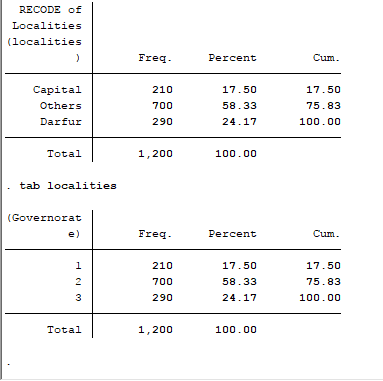 RECODE of
Localities
(localities
) Freq. Percent Cum.
Capital 210 17.50 17.50
Others 700 58.33 75.83
Darfur 290 24.17 100.00
Total 1,200 100.00
. tab localities
(Governorat
e) Freq. Percent Cum.
1 210 17.50 17.50
2 700 58.33 75.83
3 290 24.17 100.00
Total 1,200 100.00
.